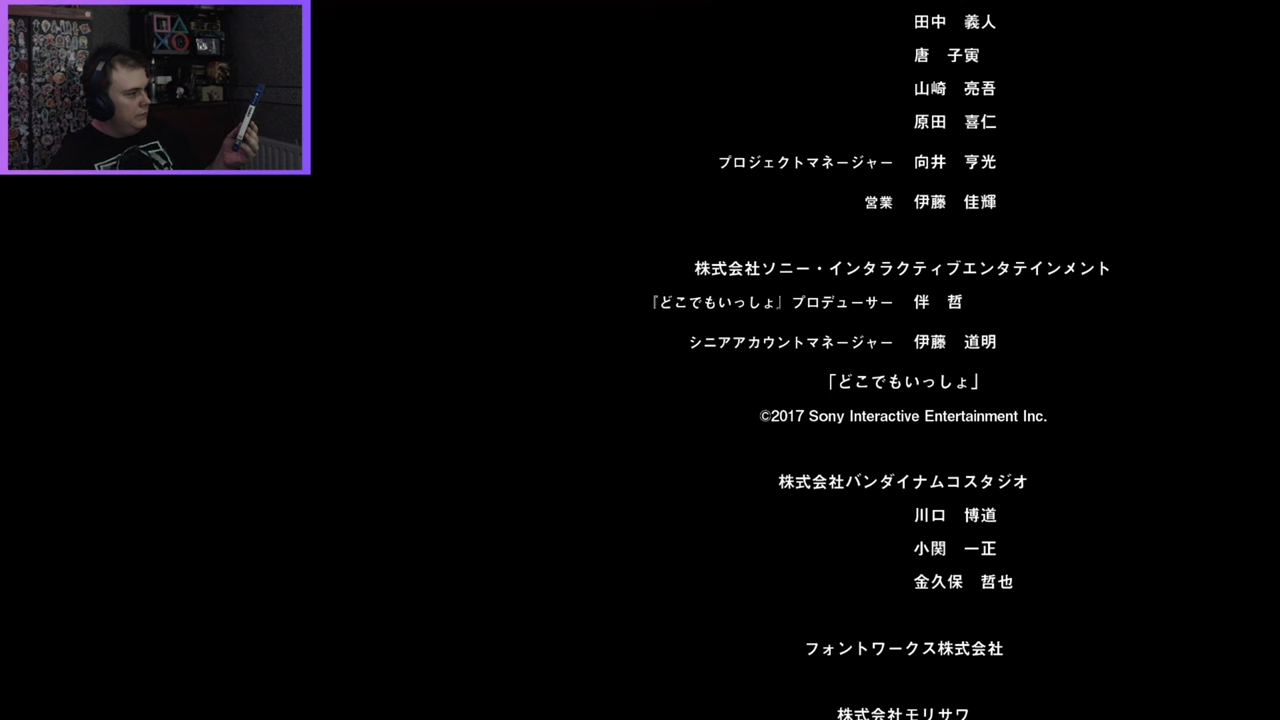 田中　義人
唐　子寅
山崎　亮吾
原田　喜仁
プロジェクトマネージャー　向井　亨光
営業　伊藤　佳輝
株式会社ソニー・インタラクティブエンタテインメント
『どこでもいっしょ』プロデューサー　伴　哲
シニアアカウントマネージャー　伊藤　道明
「どこでもいっしょ」
©2017 Sony Interactive Entertainment Inc.
株式会社バンダイナムコスタジオ
川口　博道
小関　一正
金久保　哲也
フォントワークス株式会社
株式会社モリサワ